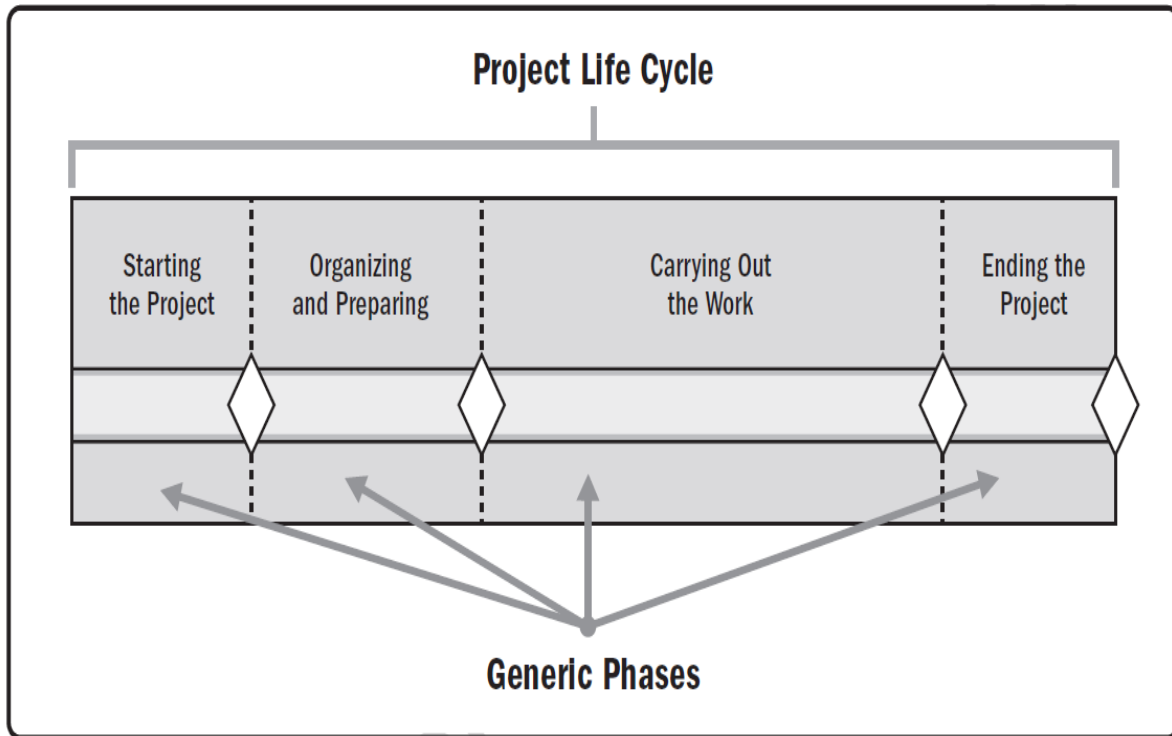 Project Life Cycle
Starting
the Project
Organizing
and Preparing
Carrying Out
the Work
Ending the
Project
Generic Phases